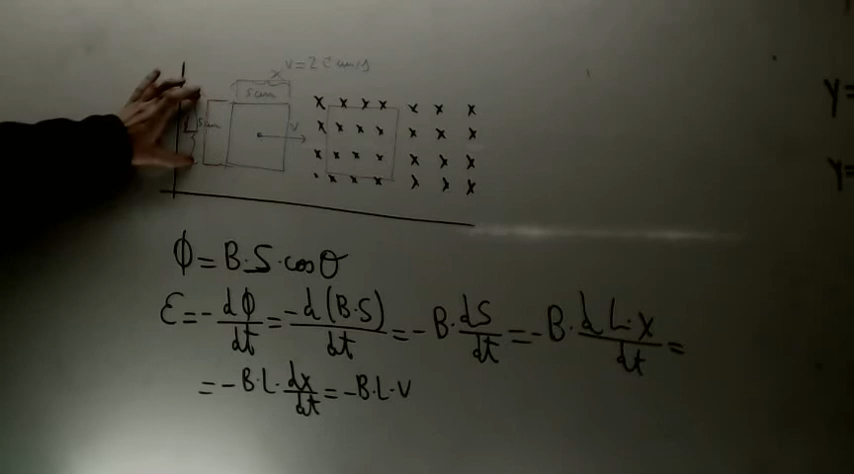 v=2 cm/s
x
5cm
5cm
L
v
Y=
Y=
ϕ=B·S·cosθ
ℰ=-dϕ/dt=-d(B·S)/dt=-B·dS/dt=-B·dL·x/dt=
=-B·L·dx/dt=-B·L·v